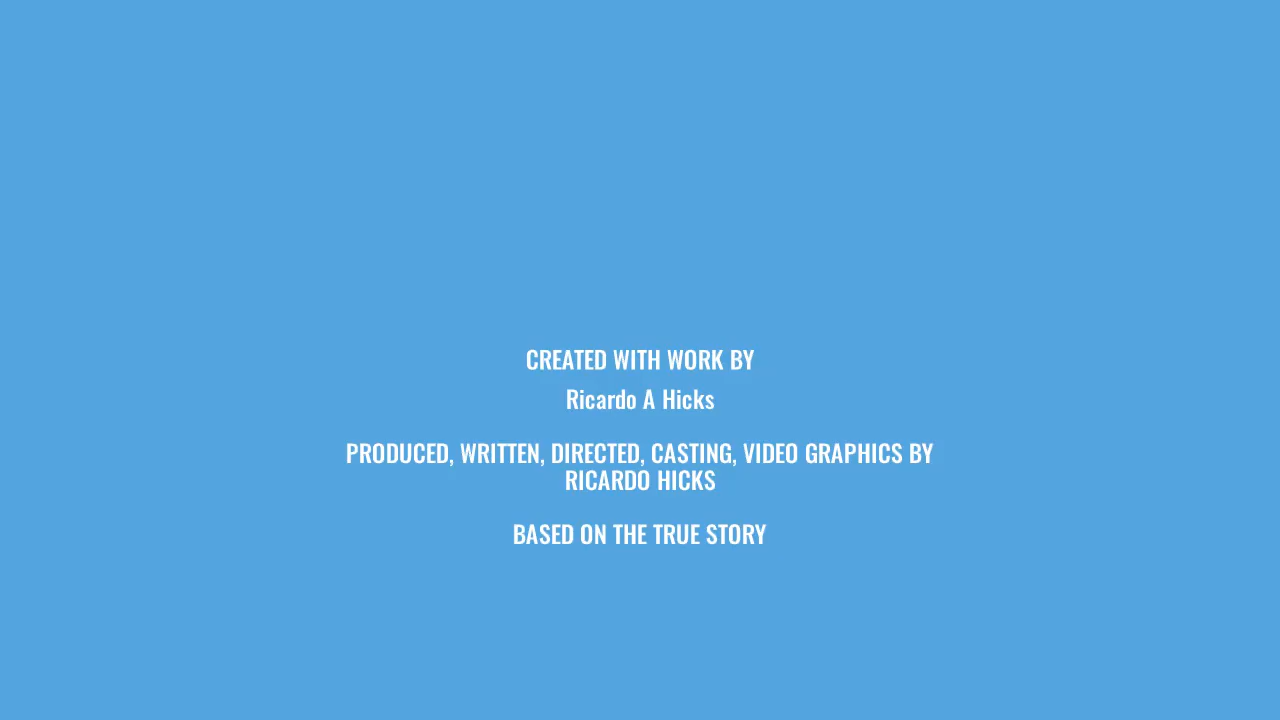 CREATED WITH WORK BY
Ricardo A Hicks
PRODUCED, WRITTEN, DIRECTED, CASTING, VIDEO GRAPHICS BY
RICARDO HICKS
BASED ON THE TRUE STORY